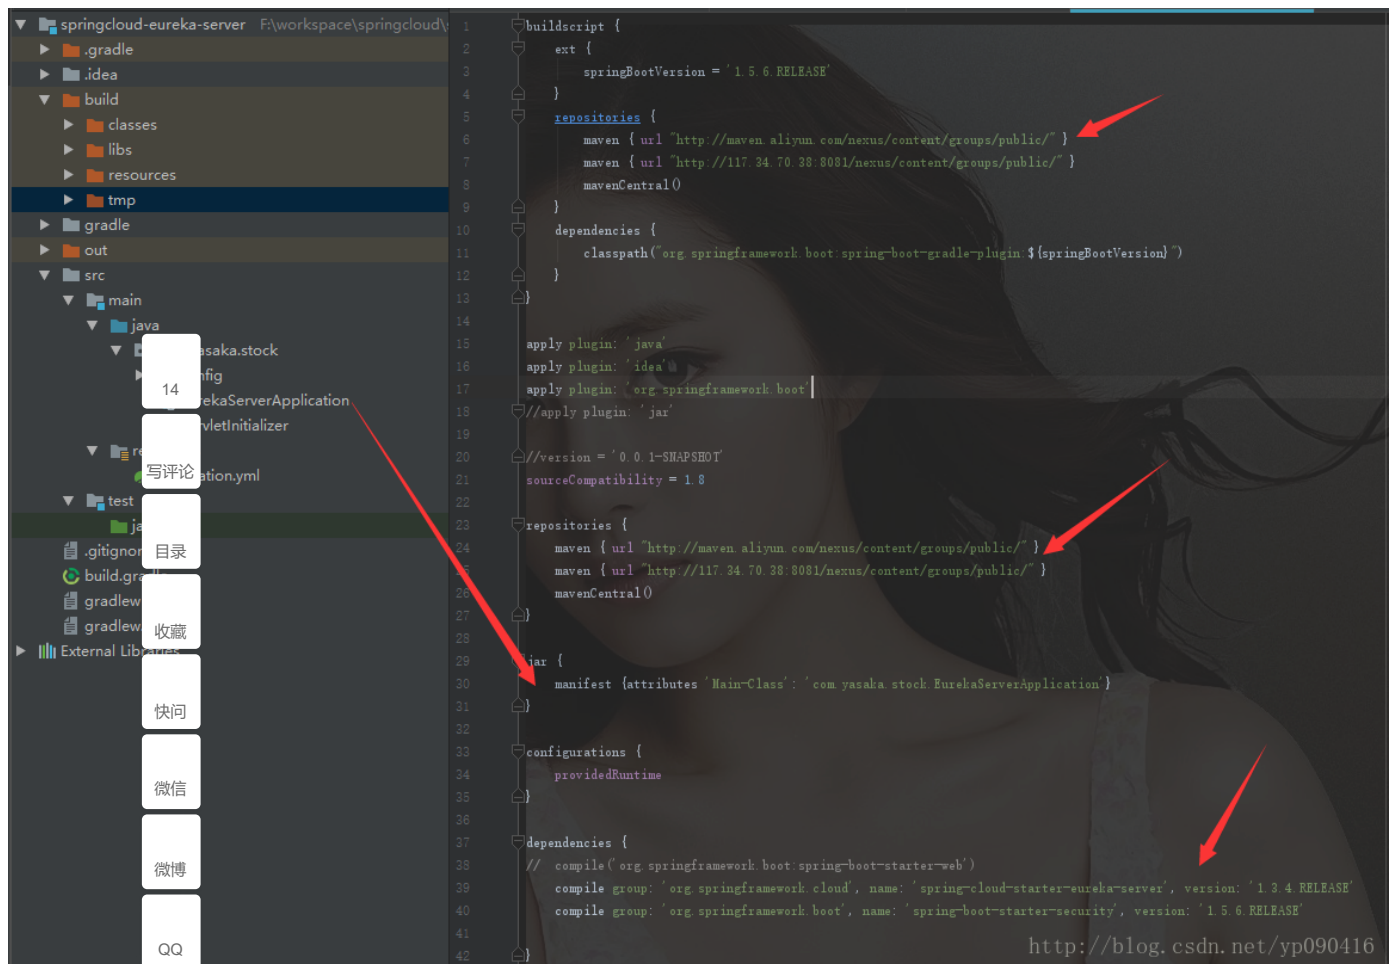 springcloud-eureka-server F:\workspace\springcloud\
.gradle
.idea
build
classes
libs
resources
tmp
gradle
out
src
main
java
asaka.stock
nfig
rekaServerApplication
rvletInitializer
re
ation.yml
test
ja
.gitignor
build.gra
gradlew
gradlew.
External Libraries
14
写评论
目录
收藏
快问
微信
微博
QQ
1 buildscript {
2 ext {
3 springBootVersion = '1.5.6.RELEASE'
4 }
5 repositories {
6 maven { url "http://maven.aliyun.com/nexus/content/groups/public/" }
7 maven { url "http://117.34.70.38:8081/nexus/content/groups/public/" }
8 mavenCentral()
9 }
10 dependencies {
11 classpath("org.springframework.boot:spring-boot-gradle-plugin:${springBootVersion}")
12 }
13 }
14
15 apply plugin: 'java'
16 apply plugin: 'idea'
17 apply plugin: 'org.springframework.boot'
18 //apply plugin: 'jar'
19
20 //version = '0.0.1-SNAPSHOT'
21 sourceCompatibility = 1.8
22
23 repositories {
24 maven { url "http://maven.aliyun.com/nexus/content/groups/public/" }
25 maven { url "http://117.34.70.38:8081/nexus/content/groups/public/" }
26 mavenCentral()
27 }
28
29 jar {
30 manifest {attributes 'Main-Class': 'com.yasaka.stock.EurekaServerApplication'}
31 }
32
33 configurations {
34 providedRuntime
35 }
36
37 dependencies {
38 // compile('org.springframework.boot:spring-boot-starter-web')
39 compile group: 'org.springframework.cloud', name: 'spring-cloud-starter-eureka-server', version: '1.3.4.RELEASE'
40 compile group: 'org.springframework.boot', name: 'spring-boot-starter-security', version: '1.5.6.RELEASE'
41
42 }
http://blog.csdn.net/yp090416